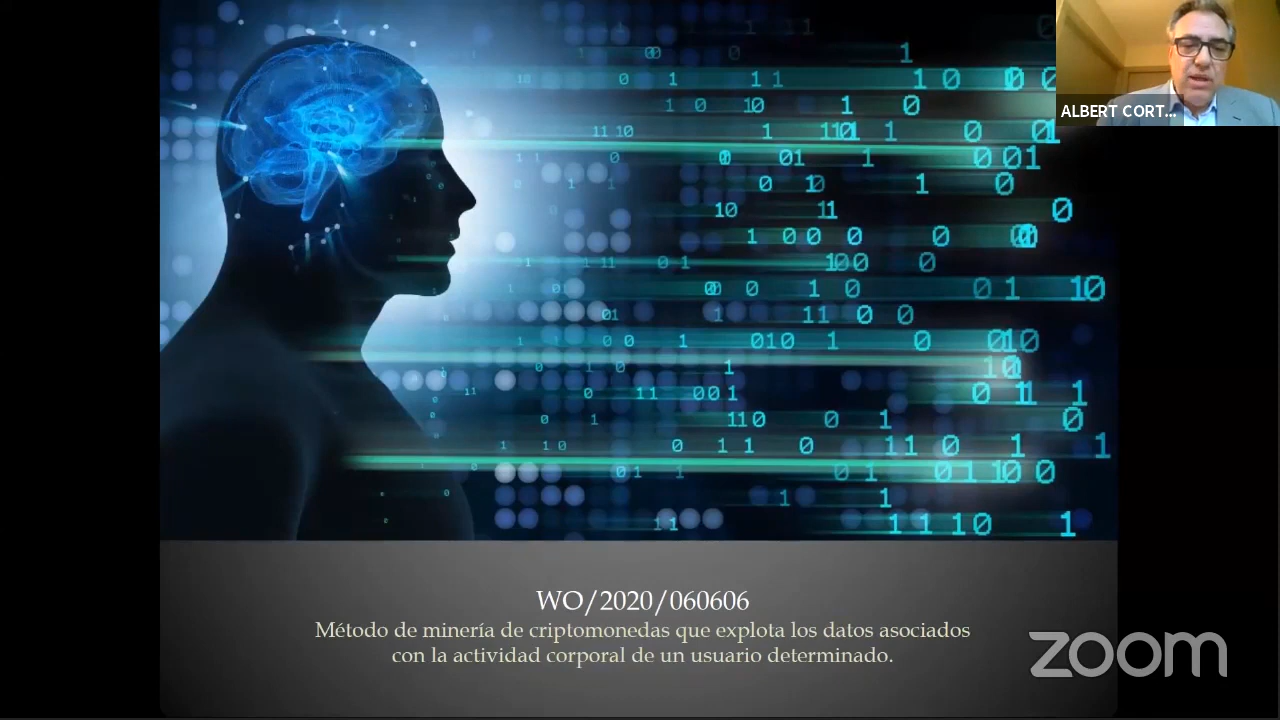 ALBERT CORT...
WO/2020/060606
Método de minería de criptomonedas que explota los datos asociados
con la actividad corporal de un usuario determinado.
zoom